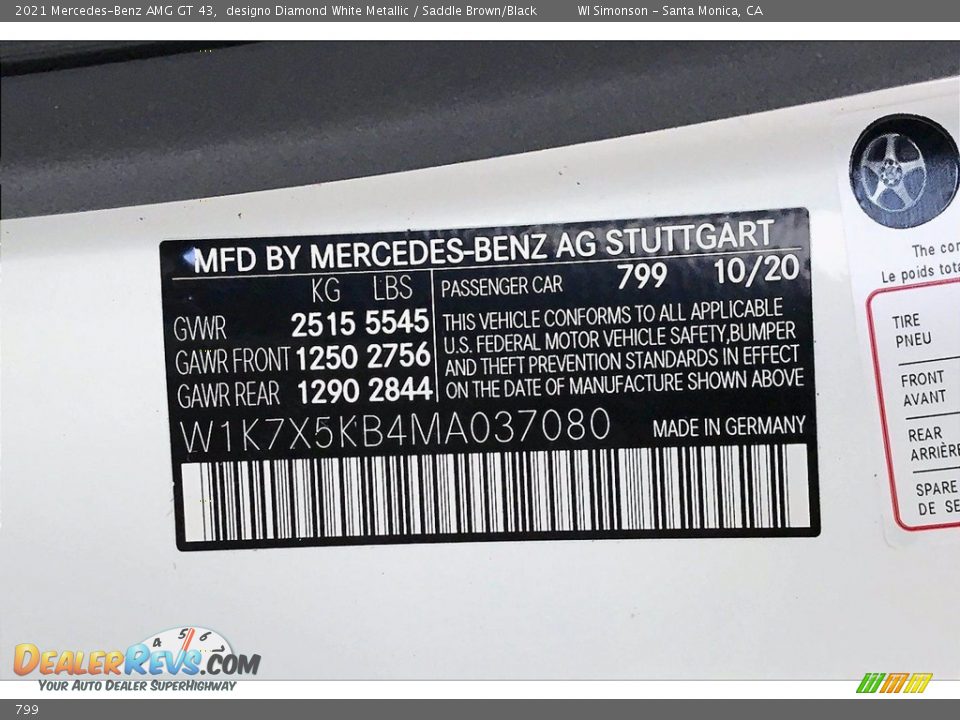 2021 Mercedes-Benz AMG GT 43, designo Diamond White Metallic / Saddle Brown/Black WI Simonson - Santa Monica, CA
MFD BY MERCEDES-BENZ AG STUTTGART
KG LBS
GVWR 2515 5545
GAWR FRONT 1250 2756
GAWR REAR 1290 2844
PASSENGER CAR 799 10/20
THIS VEHICLE CONFORMS TO ALL APPLICABLE
U.S. FEDERAL MOTOR VEHICLE SAFETY, BUMPER
AND THEFT PREVENTION STANDARDS IN EFFECT
ON THE DATE OF MANUFACTURE SHOWN ABOVE
W1K7X5KB4MA037080 MADE IN GERMANY
The
Le poids
TIRE
PNEU
FRONT
AVANT
REAR
ARRIÈRE
SPARE
DE
4 5 6
DEALERREVS.COM
YOUR AUTO DEALER SUPERHIGHWAY
799